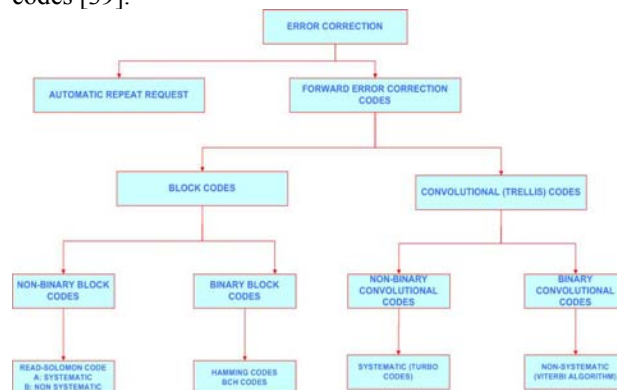 codes [39].
ERROR CORRECTION
AUTOMATIC REPEAT REQUEST
FORWARD ERROR CORRECTION
CODES
BLOCK CODES
CONVOLUTIONAL (TRELLIS) CODES
NON-BINARY BLOCK
CODES
BINARY BLOCK
CODES
NON-BINARY
CONVOLUTIONAL
CODES
BINARY
CONVOLUTIONAL
CODES
READ-SOLOMON CODE
A: SYSTEMATIC
B: NON SYSTEMATIC
HAMMING CODES
BCH CODES
SYSTEMATIC (TURBO
CODES)
NON-SYSTEMATIC
(VITERBI ALGORITHM)